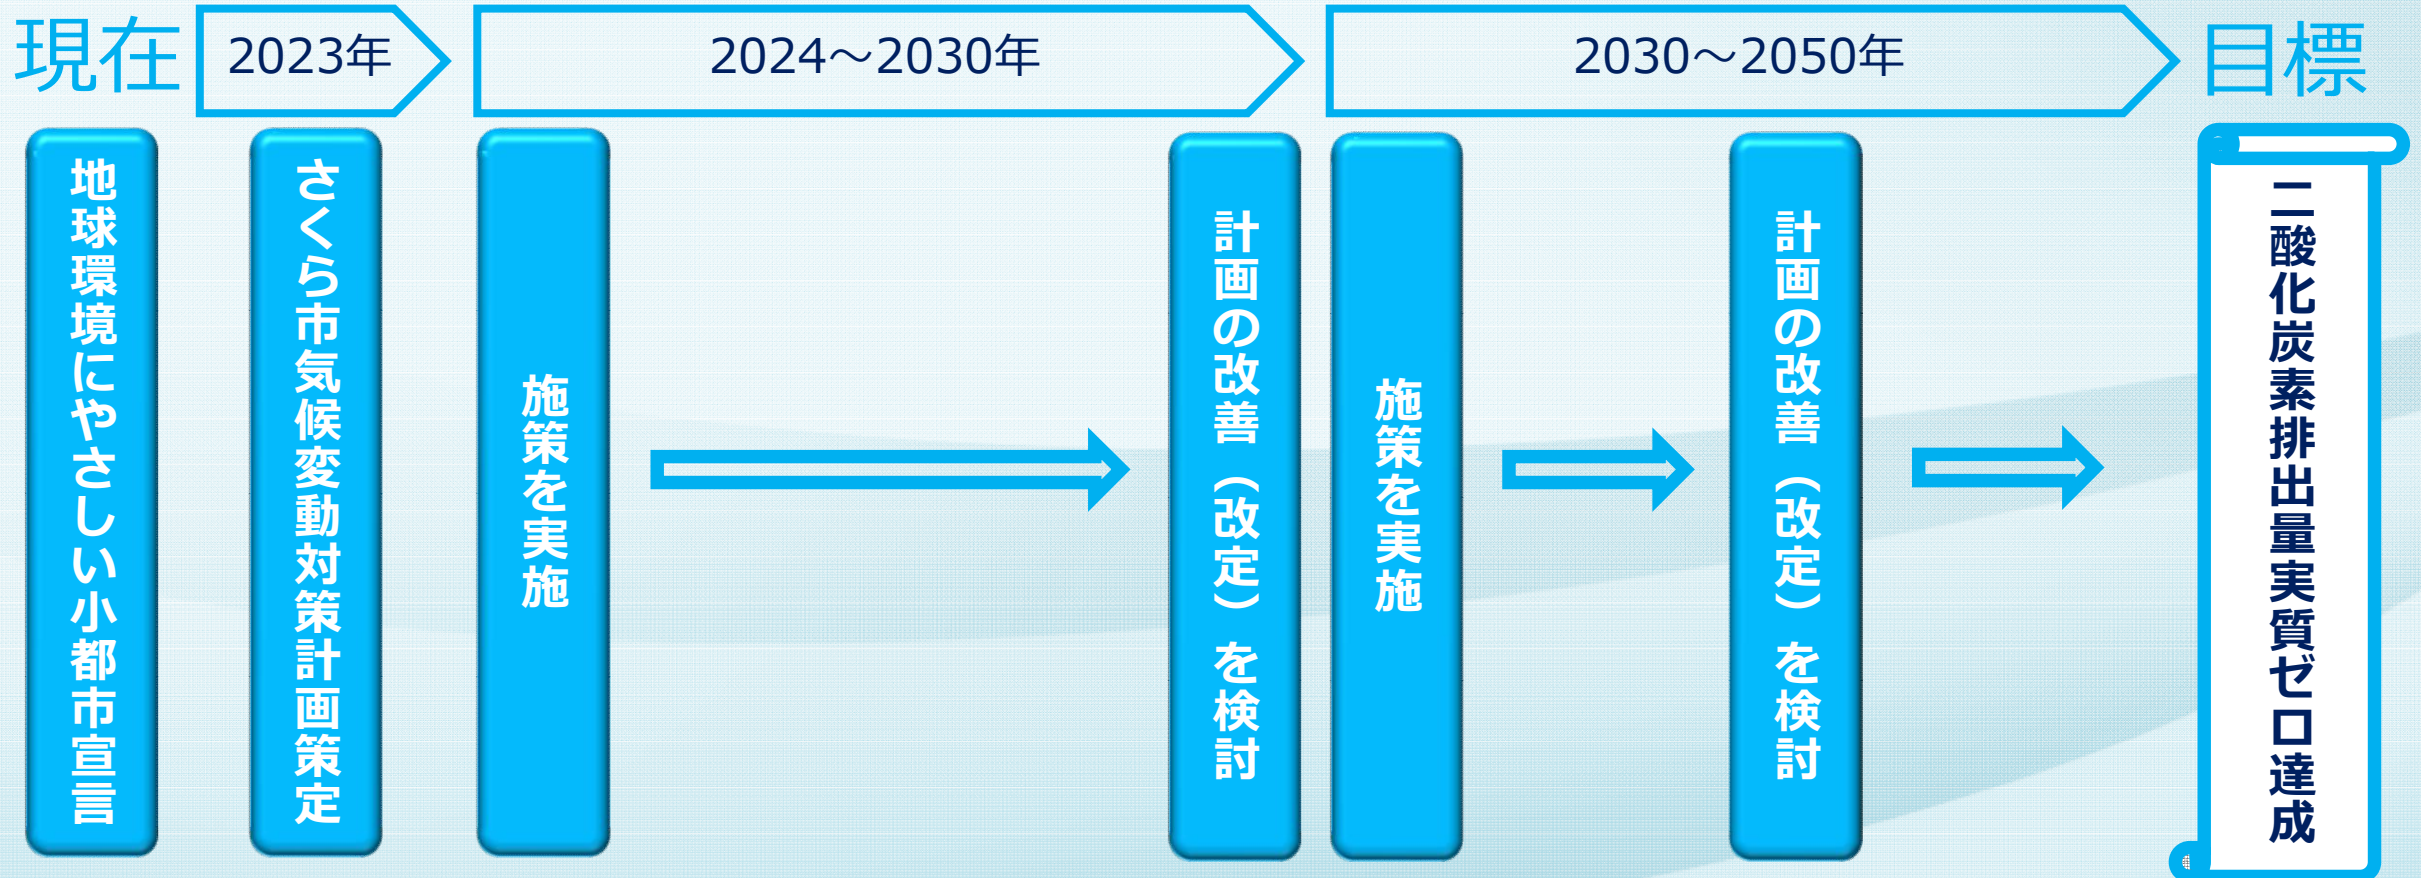 現在
2023年
2024～2030年
2030～2050年
目標
地球環境にやさしい小都市宣言
さくら市気候変動対策計画策定
施策を実施
計画の改善（改定）を検討
施策を実施
計画の改善（改定）を検討
二酸化炭素排出量実質ゼロ達成